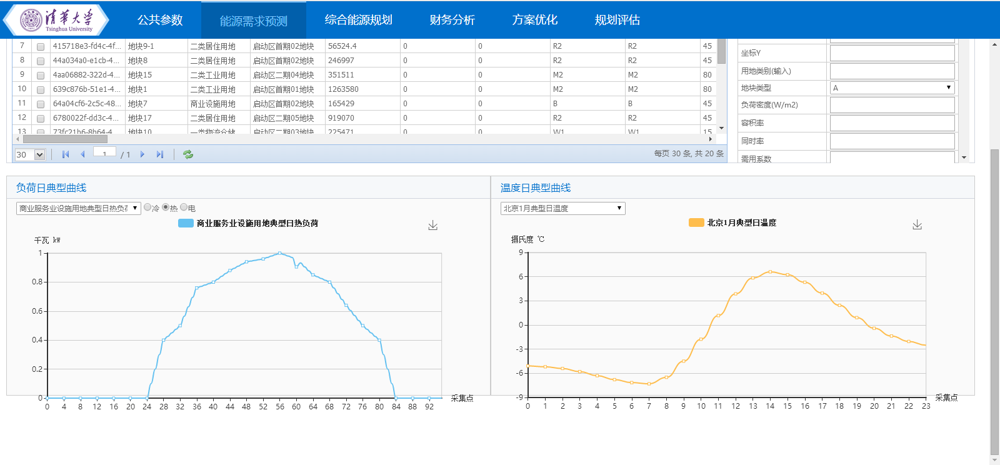 清华大学
Tsinghua University
公共参数 能源需求预测 综合能源规划 财务分析 方案优化 规划评估
7 415718e3-fd4c-4f... 地块9-1 二类居住用地 启动区首期02地块 56524.4 0 0 R2 R2 45
8 44a034a0-e1cb-4... 地块8 二类居住用地 启动区首期02地块 246997 0 0 R2 R2 45
9 4aa06882-322d-4... 地块15 二类工业用地 启动区二期04地块 351511 0 0 M2 M2 80
10 639c876b-51e1-4... 地块1 二类工业用地 启动区首期01地块 1263580 0 0 M2 M2 80
11 64a04cf6-2c5c-48... 地块7 商业设施用地 启动区首期02地块 165429 0 0 B B 45
12 6780022f-dd3c-4... 地块17 二类居住用地 启动区二期05地块 919070 0 0 R2 R2 45
13 73fc21b6-8b64-4... 地块10 一类物流仓储 启动区二期03地块 225471 0 0 W1 W1 15
30 1 / 1 每页 30 条, 共 20 条
坐标Y
用地类别(输入)
地块类型 A
负荷密度(W/m2)
容积率
同时率
需用系数
负荷日典型曲线
商业服务业设施用地典型日热负荷 冷 热 电
商业服务业设施用地典型日热负荷
千瓦 kW
1
0.8
0.6
0.4
0.2
0
采集点
0 4 8 12 16 20 24 28 32 36 40 44 48 52 56 60 64 68 72 76 80 84 88 92
温度日典型曲线
北京1月典型日温度
北京1月典型日温度
摄氏度 ℃
9
6
3
0
-3
-6
-9
采集点
0 1 2 3 4 5 6 7 8 9 10 11 12 13 14 15 16 17 18 19 20 21 22 23